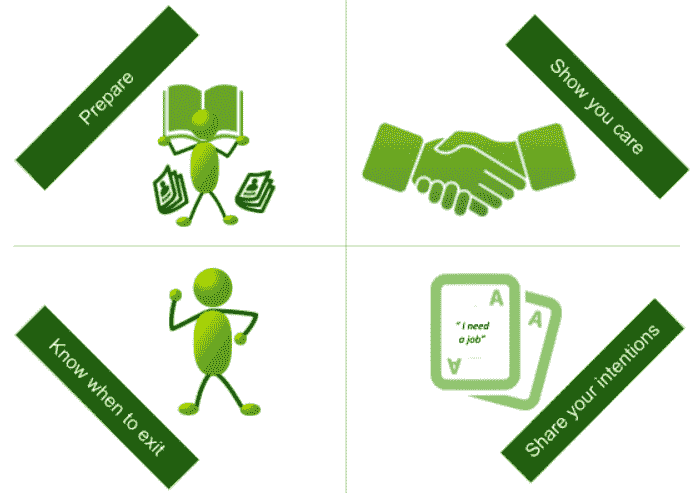 Prepare
Show you care
Know when to exit
A
A
" I need
a job"
A
Share your intentions